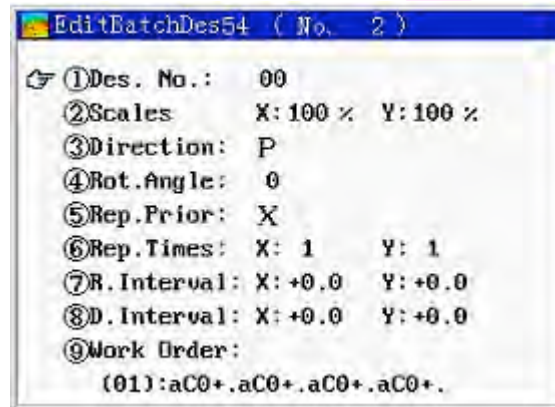 EditBatchDes54 ( No. 2 )
①Des. No.: 00
②Scales X:100% Y:100%
③Direction: P
④Rot.Angle: 0
⑤Rep.Prior: X
⑥Rep.Times: X: 1 Y: 1
⑦R.Interval: X:+0.0 Y:+0.0
⑧D.Interval: X:+0.0 Y:+0.0
⑨Work Order:
(01):aC0+.aC0+.aC0+.aC0+.